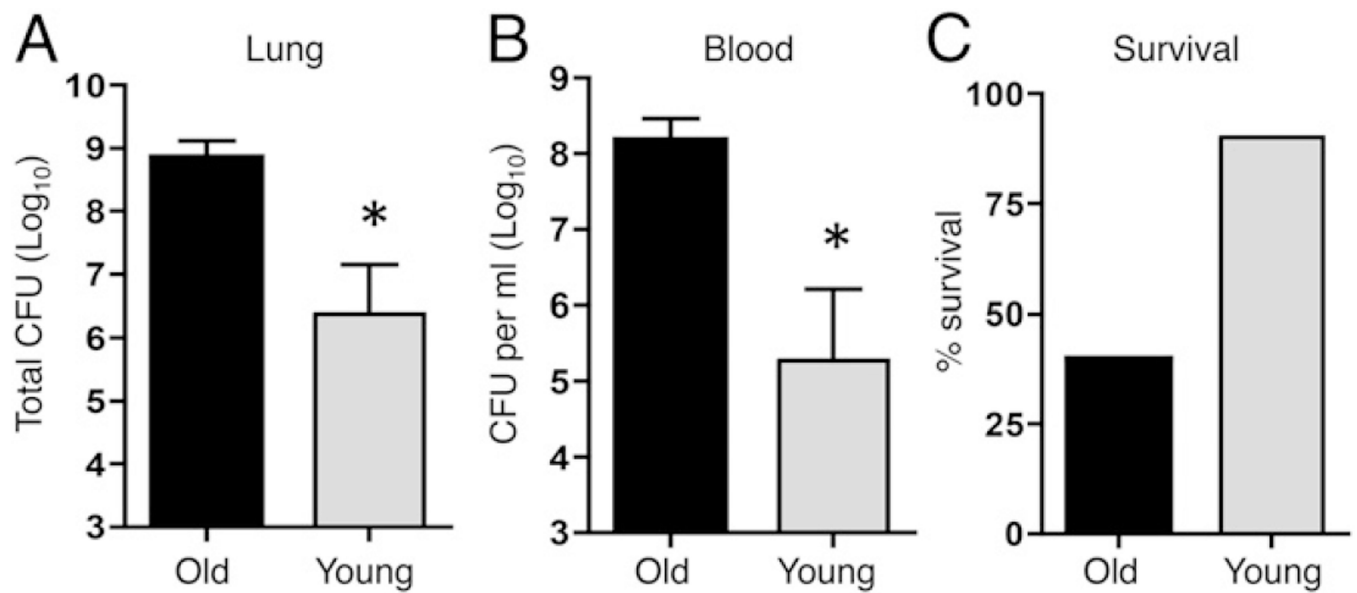 A
Lung
10
9
8
7
6
5
4
3
Total CFU (Log₁₀)
*
Old
Young
B
Blood
9
8
7
6
5
4
3
CFU per ml (Log₁₀)
*
Old
Young
C
Survival
100
75
50
25
0
% survival
Old
Young